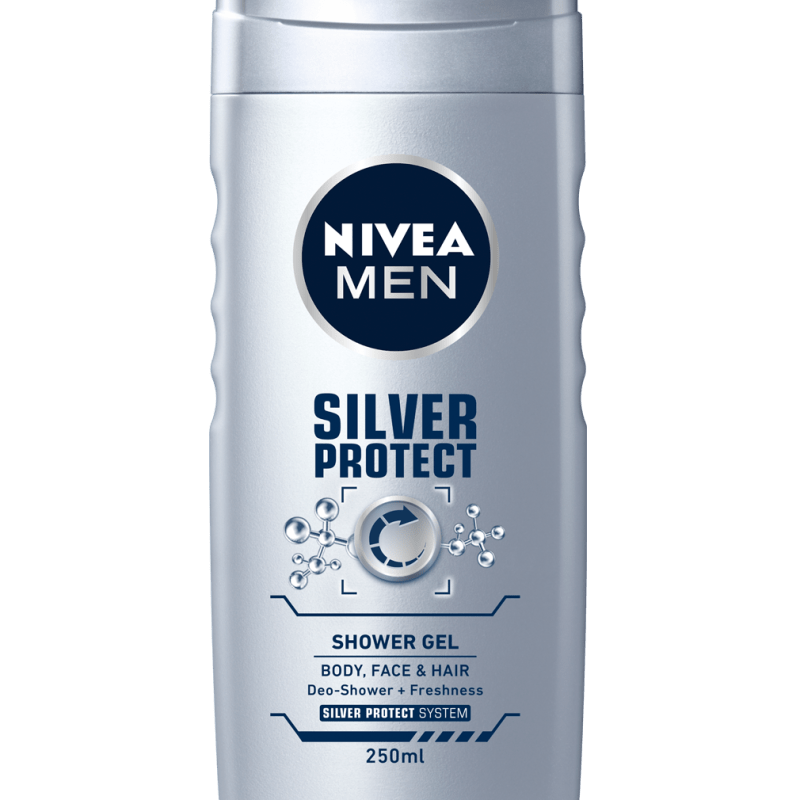 NIVEA
MEN
SILVER
PROTECT
SHOWER GEL
BODY, FACE & HAIR
Deo-Shower + Freshness
SILVER PROTECT SYSTEM
250ml